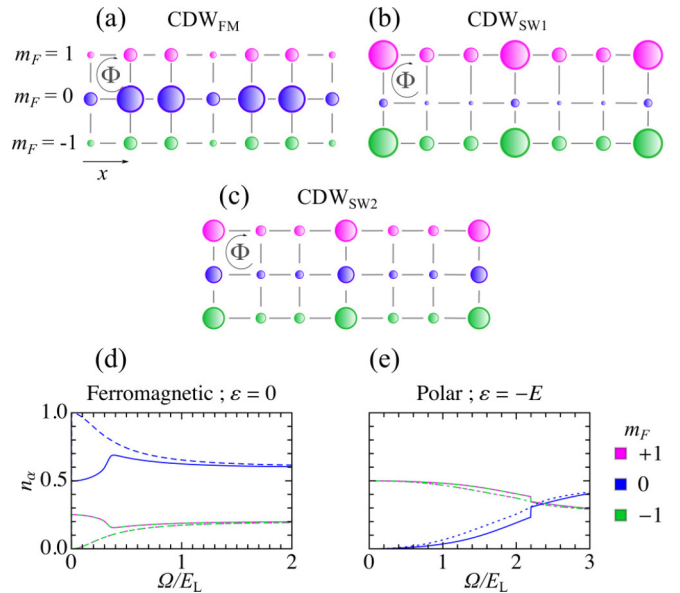 (a) CDW_FM
m_F = 1
Φ
m_F = 0
m_F = -1
x
(b) CDW_SW1
Φ
(c) CDW_SW2
Φ
(d)
Ferromagnetic ; ε = 0
1.0
n_α
0.5
0.0
0 1 2
Ω/E_L
(e)
Polar ; ε = −E
0 1 2 3
Ω/E_L
m_F
+1
0
−1